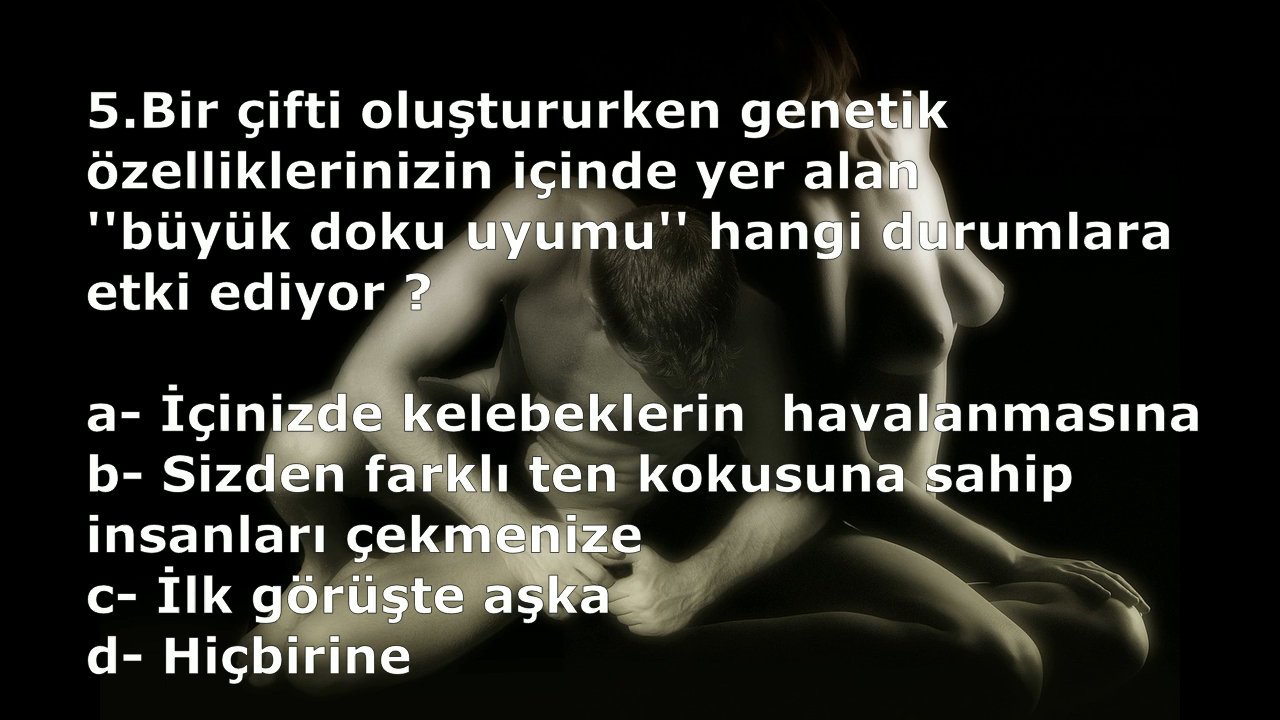 5.Bir çifti oluştururken genetik
özelliklerinizin içinde yer alan
''büyük doku uyumu'' hangi durumlara
etki ediyor ?
a- İçinizde kelebeklerin  havalanmasına
b- Sizden farklı ten kokusuna sahip
insanları çekmenize
c- İlk görüşte aşka
d- Hiçbirine